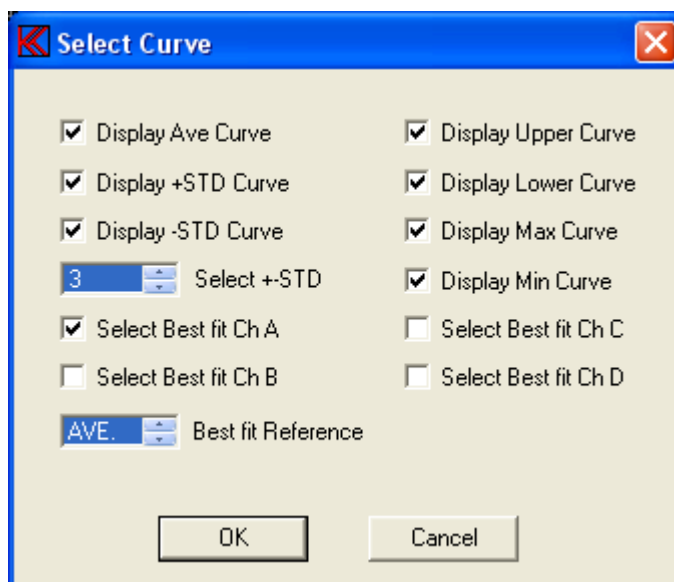 Select Curve
Display Ave Curve
Display Upper Curve
Display +STD Curve
Display Lower Curve
Display -STD Curve
Display Max Curve
3 Select +-STD
Display Min Curve
Select Best fit Ch A
Select Best fit Ch C
Select Best fit Ch B
Select Best fit Ch D
AVE. Best fit Reference
OK
Cancel